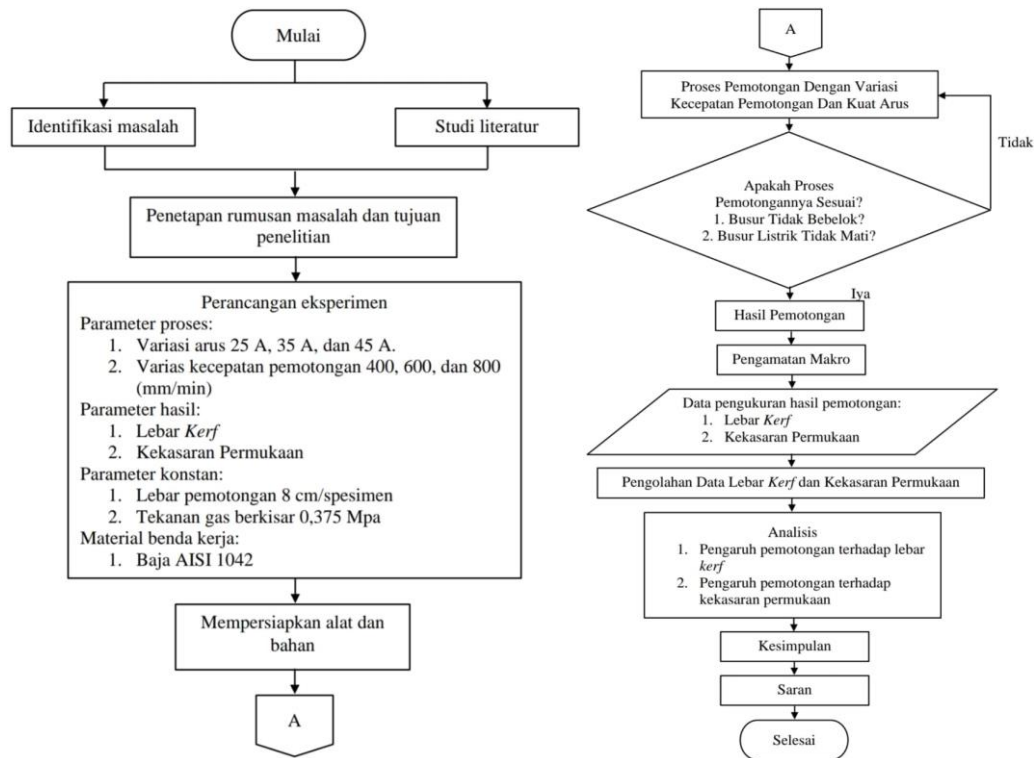 Mulai
Identifikasi masalah
Studi literatur
Penetapan rumusan masalah dan tujuan
penelitian
Perancangan eksperimen
Parameter proses:
1. Variasi arus 25 A, 35 A, dan 45 A.
2. Varias kecepatan pemotongan 400, 600, dan 800
(mm/min)
Parameter hasil:
1. Lebar Kerf
2. Kekasaran Permukaan
Parameter konstan:
1. Lebar pemotongan 8 cm/spesimen
2. Tekanan gas berkisar 0,375 Mpa
Material benda kerja:
1. Baja AISI 1042
Mempersiapkan alat dan
bahan
A
A
Proses Pemotongan Dengan Variasi
Kecepatan Pemotongan Dan Kuat Arus
Tidak
Apakah Proses
Pemotongannya Sesuai?
1. Busur Tidak Bebelok?
2. Busur Listrik Tidak Mati?
Iya
Hasil Pemotongan
Pengamatan Makro
Data pengukuran hasil pemotongan:
1. Lebar Kerf
2. Kekasaran Permukaan
Pengolahan Data Lebar Kerf dan Kekasaran Permukaan
Analisis
1. Pengaruh pemotongan terhadap lebar
kerf
2. Pengaruh pemotongan terhadap
kekasaran permukaan
Kesimpulan
Saran
Selesai